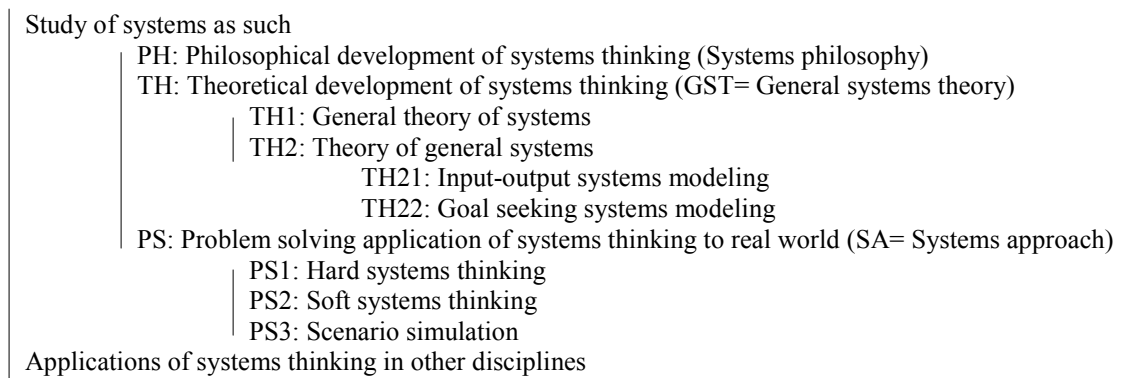 Study of systems as such
PH: Philosophical development of systems thinking (Systems philosophy)
TH: Theoretical development of systems thinking (GST= General systems theory)
TH1: General theory of systems
TH2: Theory of general systems
TH21: Input-output systems modeling
TH22: Goal seeking systems modeling
PS: Problem solving application of systems thinking to real world (SA= Systems approach)
PS1: Hard systems thinking
PS2: Soft systems thinking
PS3: Scenario simulation
Applications of systems thinking in other disciplines